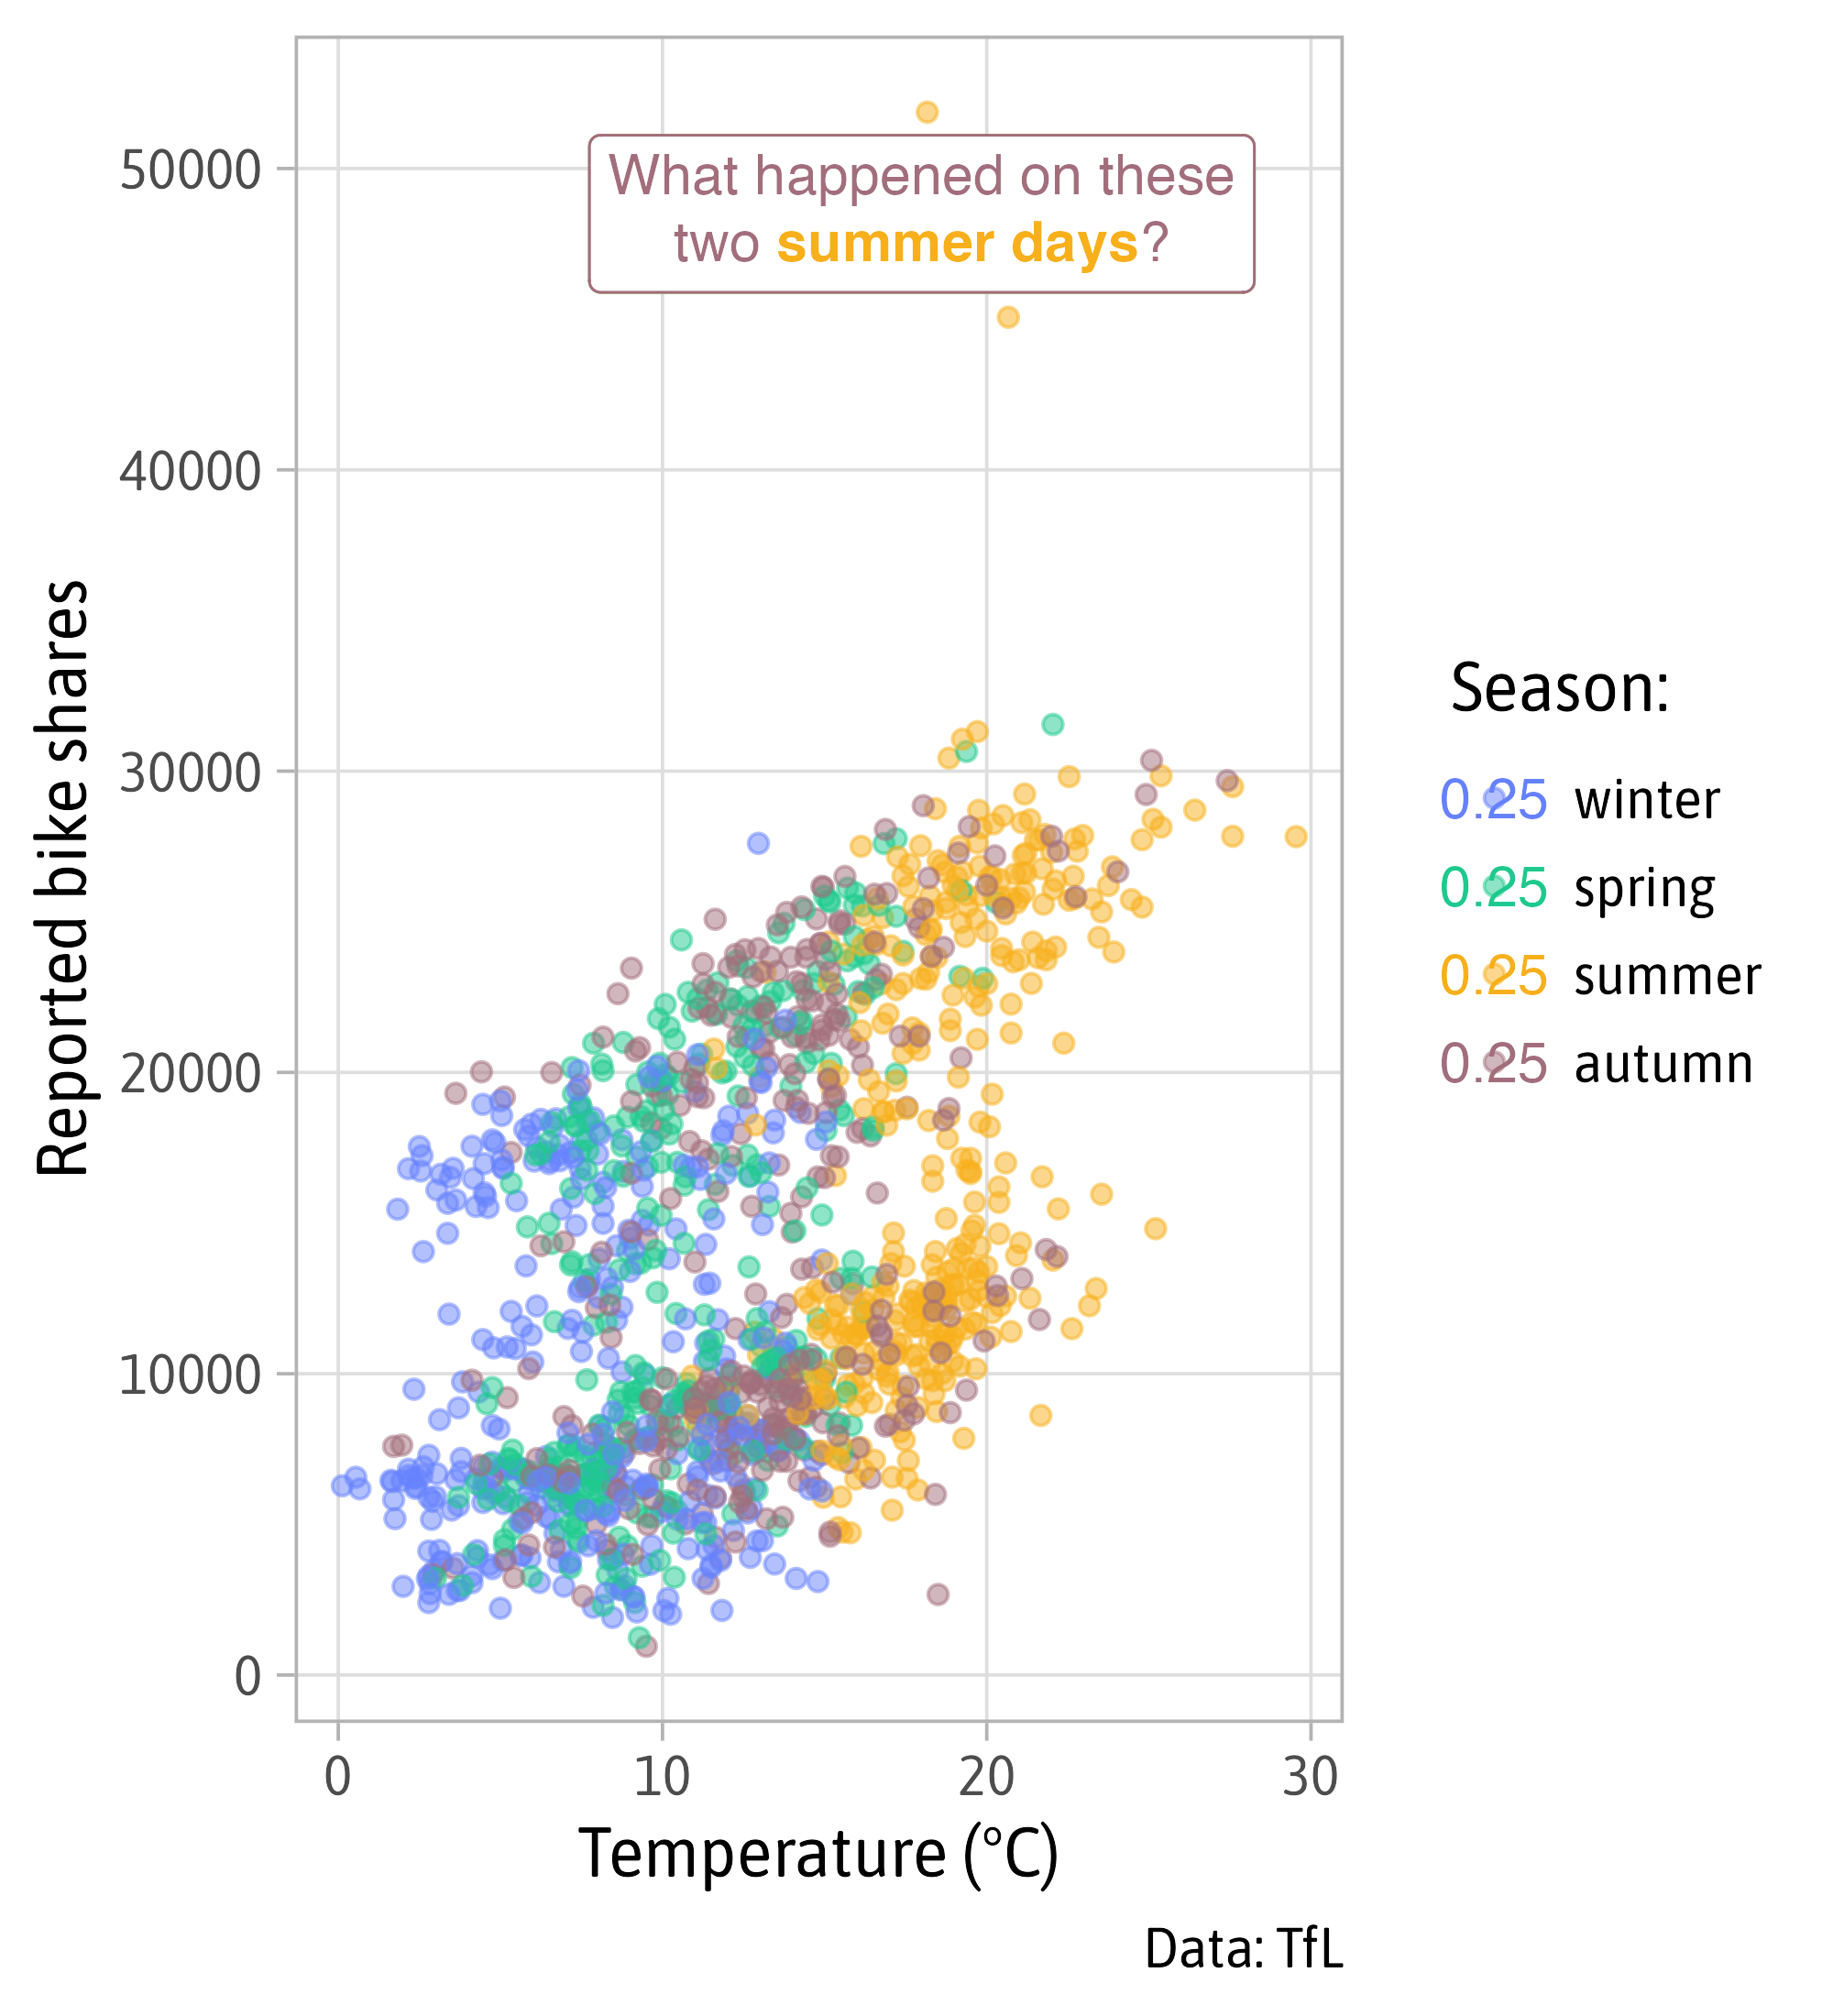 What happened on these
two summer days?
50000
40000
30000
20000
10000
0
Reported bike shares
0
10
20
30
Temperature (°C)
Season:
0.25 winter
0.25 spring
0.25 summer
0.25 autumn
Data: TfL